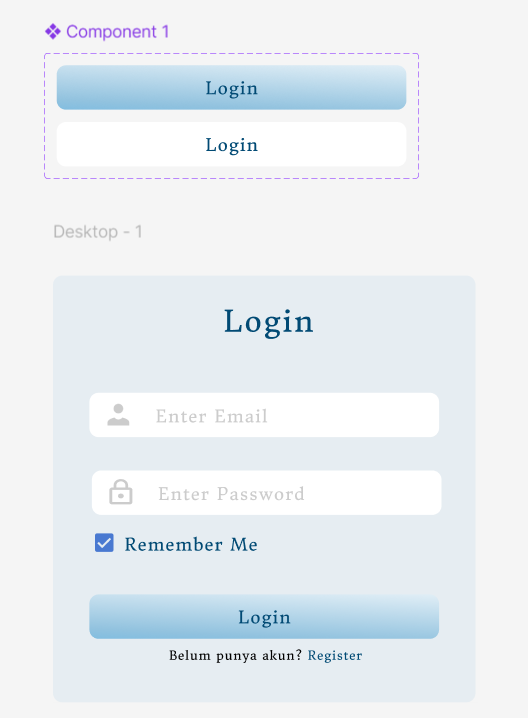 Component 1
Login
Login
Desktop - 1
Login
Enter Email
Enter Password
Remember Me
Login
Belum punya akun? Register